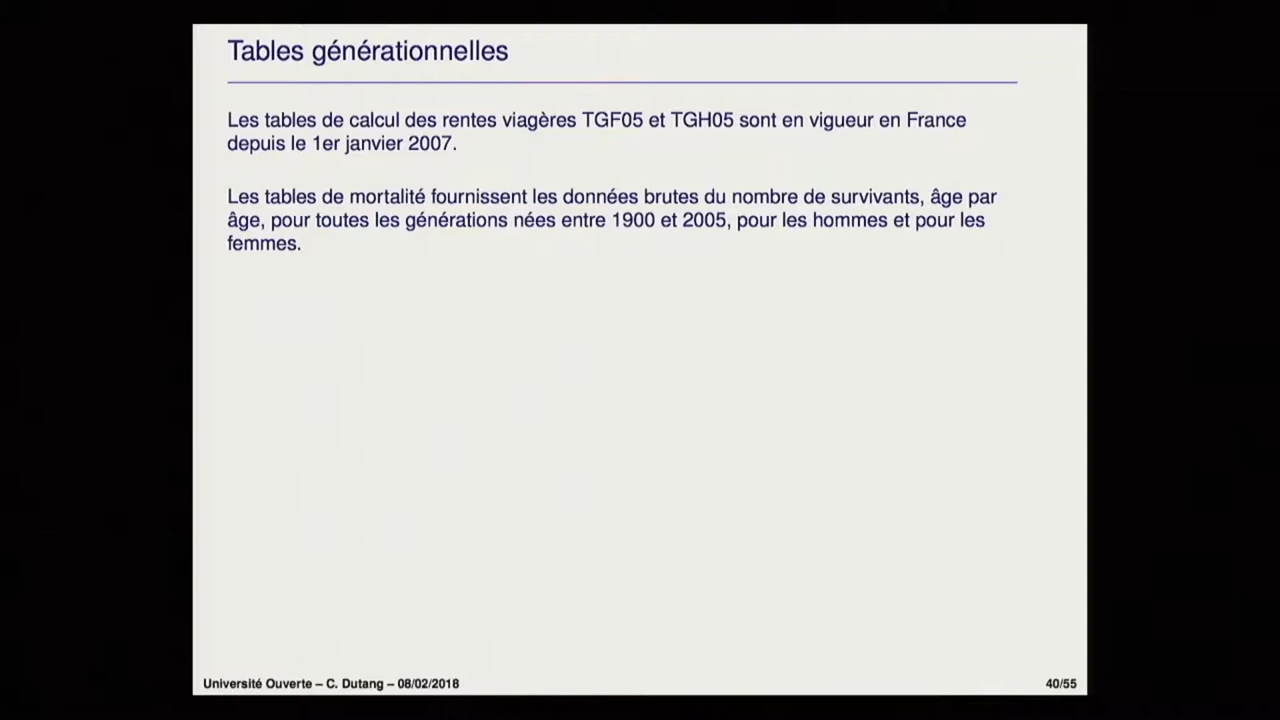 Tables générationnelles
Les tables de calcul des rentes viagères TGF05 et TGH05 sont en vigueur en France
depuis le 1er janvier 2007.
Les tables de mortalité fournissent les données brutes du nombre de survivants, âge par
âge, pour toutes les générations nées entre 1900 et 2005, pour les hommes et pour les
femmes.
Université Ouverte – C. Dutang – 08/02/2018
40/55